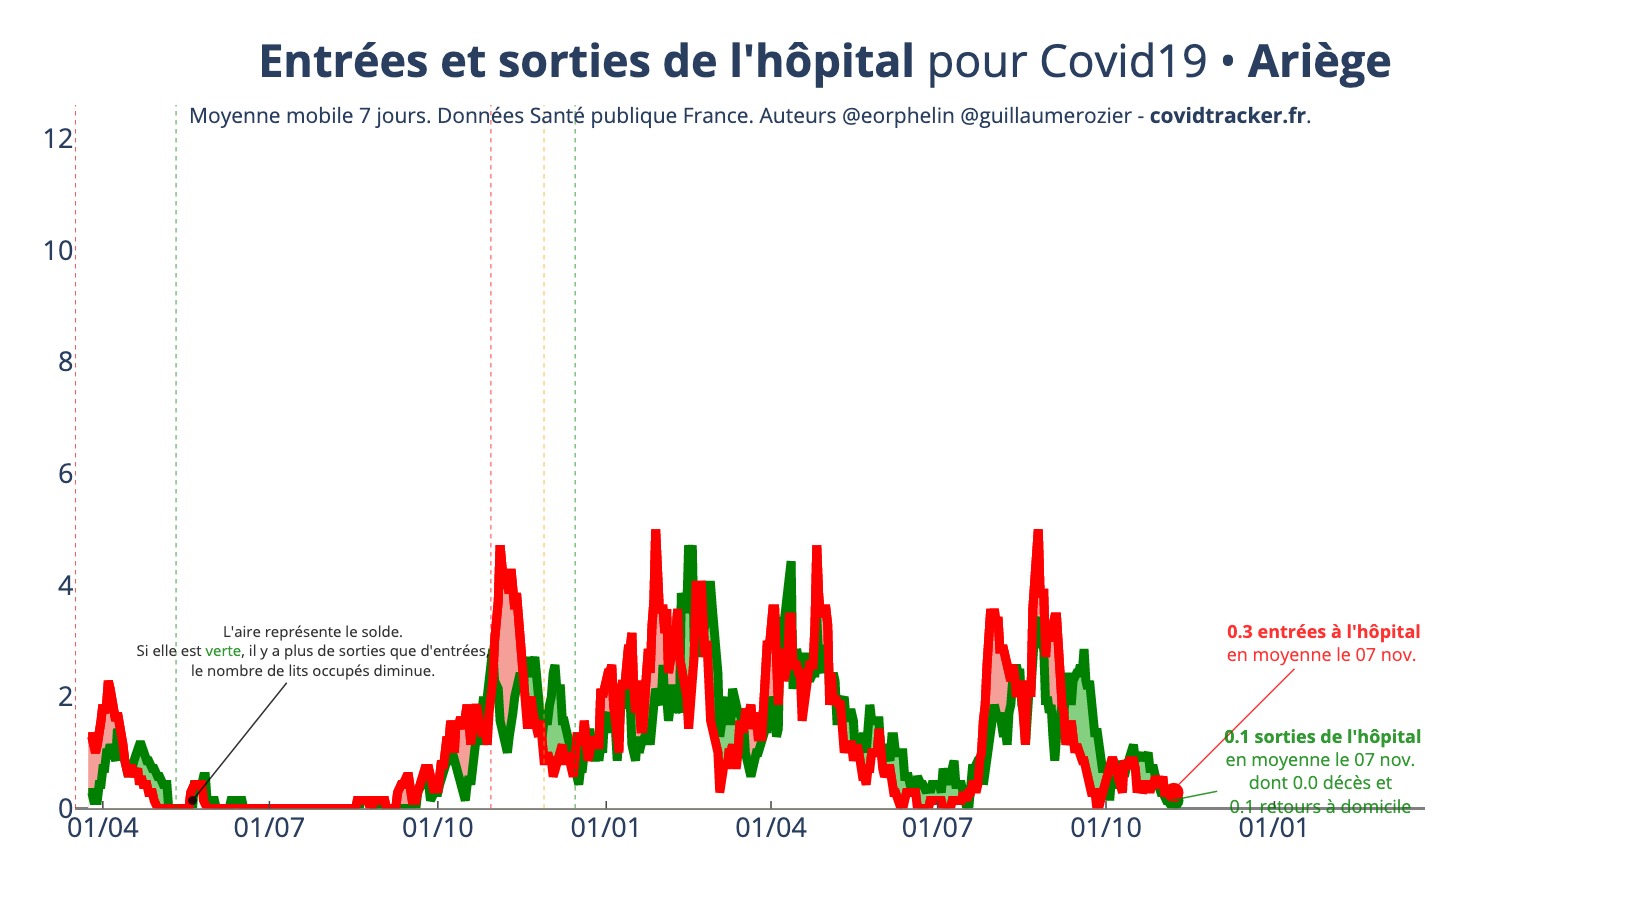 Entrées et sorties de l'hôpital pour Covid19 • Ariège
Moyenne mobile 7 jours. Données Santé publique France. Auteurs @eorphelin @guillaumerozier - covidtracker.fr.
12
10
8
6
4
2
0
L'aire représente le solde.
Si elle est verte, il y a plus de sorties que d'entrées,
le nombre de lits occupés diminue.
0.3 entrées à l'hôpital
en moyenne le 07 nov.
0.1 sorties de l'hôpital
en moyenne le 07 nov.
dont 0.0 décès et
0.1 retours à domicile
01/04 01/07 01/10 01/01 01/04 01/07 01/10 01/01